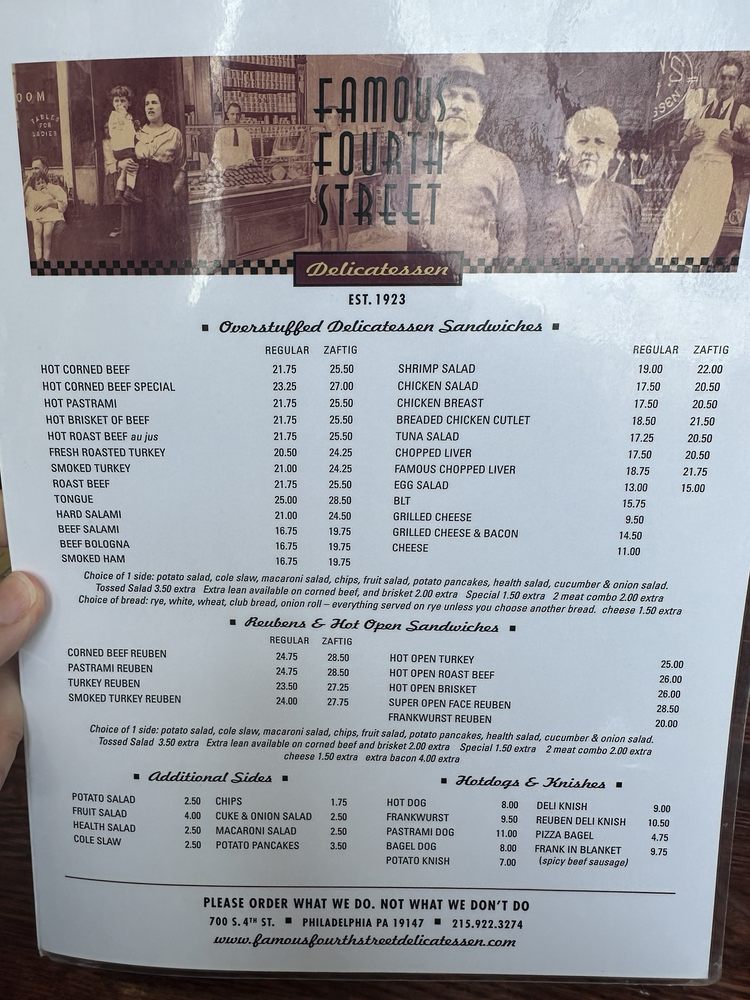 OOM
TABLES
FOR
LADIES
FAMOUS
FOURTH
STREET
Delicatessen
EST. 1923
Overstuffed Delicatessen Sandwiches
REGULAR ZAFTIG REGULAR ZAFTIG
HOT CORNED BEEF 21.75 25.50 SHRIMP SALAD 19.00 22.00
HOT CORNED BEEF SPECIAL 23.25 27.00 CHICKEN SALAD 17.50 20.50
HOT PASTRAMI 21.75 25.50 CHICKEN BREAST 17.50 20.50
HOT BRISKET OF BEEF 21.75 25.50 BREADED CHICKEN CUTLET 18.50 21.50
HOT ROAST BEEF au jus 21.75 25.50 TUNA SALAD 17.25 20.50
FRESH ROASTED TURKEY 20.50 24.25 CHOPPED LIVER 17.50 20.50
SMOKED TURKEY 21.00 24.25 FAMOUS CHOPPED LIVER 18.75 21.75
ROAST BEEF 21.75 25.50 EGG SALAD 13.00 15.00
TONGUE 25.00 28.50 BLT 15.75
HARD SALAMI 21.00 24.50 GRILLED CHEESE 9.50
BEEF SALAMI 16.75 19.75 GRILLED CHEESE & BACON 14.50
BEEF BOLOGNA 16.75 19.75 CHEESE 11.00
SMOKED HAM 16.75 19.75
Choice of 1 side: potato salad, cole slaw, macaroni salad, chips, fruit salad, potato pancakes, health salad, cucumber & onion salad.
Tossed Salad 3.50 extra Extra lean available on corned beef, and brisket 2.00 extra Special 1.50 extra 2 meat combo 2.00 extra
Choice of bread: rye, white, wheat, club bread, onion roll – everything served on rye unless you choose another bread. cheese 1.50 extra
Reubens & Hot Open Sandwiches
REGULAR ZAFTIG
CORNED BEEF REUBEN 24.75 28.50 HOT OPEN TURKEY 25.00
PASTRAMI REUBEN 24.75 28.50 HOT OPEN ROAST BEEF 26.00
TURKEY REUBEN 23.50 27.25 HOT OPEN BRISKET 26.00
SMOKED TURKEY REUBEN 24.00 27.75 SUPER OPEN FACE REUBEN 28.50
FRANKWURST REUBEN 20.00
Choice of 1 side: potato salad, cole slaw, macaroni salad, chips, fruit salad, potato pancakes, health salad, cucumber & onion salad.
Tossed Salad 3.50 extra Extra lean available on corned beef and brisket 2.00 extra Special 1.50 extra 2 meat combo 2.00 extra
cheese 1.50 extra extra bacon 4.00 extra
Additional Sides
POTATO SALAD 2.50 CHIPS 1.75
FRUIT SALAD 4.00 CUKE & ONION SALAD 2.50
HEALTH SALAD 2.50 MACARONI SALAD 2.50
COLE SLAW 2.50 POTATO PANCAKES 3.50
Hotdogs & Knishes
HOT DOG 8.00 DELI KNISH 9.00
FRANKWURST 9.50 REUBEN DELI KNISH 10.50
PASTRAMI DOG 11.00 PIZZA BAGEL 4.75
BAGEL DOG 8.00 FRANK IN BLANKET 9.75
POTATO KNISH 7.00 (spicy beef sausage)
PLEASE ORDER WHAT WE DO. NOT WHAT WE DON'T DO
700 S. 4TH ST. PHILADELPHIA PA 19147 215.922.3274
www.famousfourthstreetdelicatessen.com